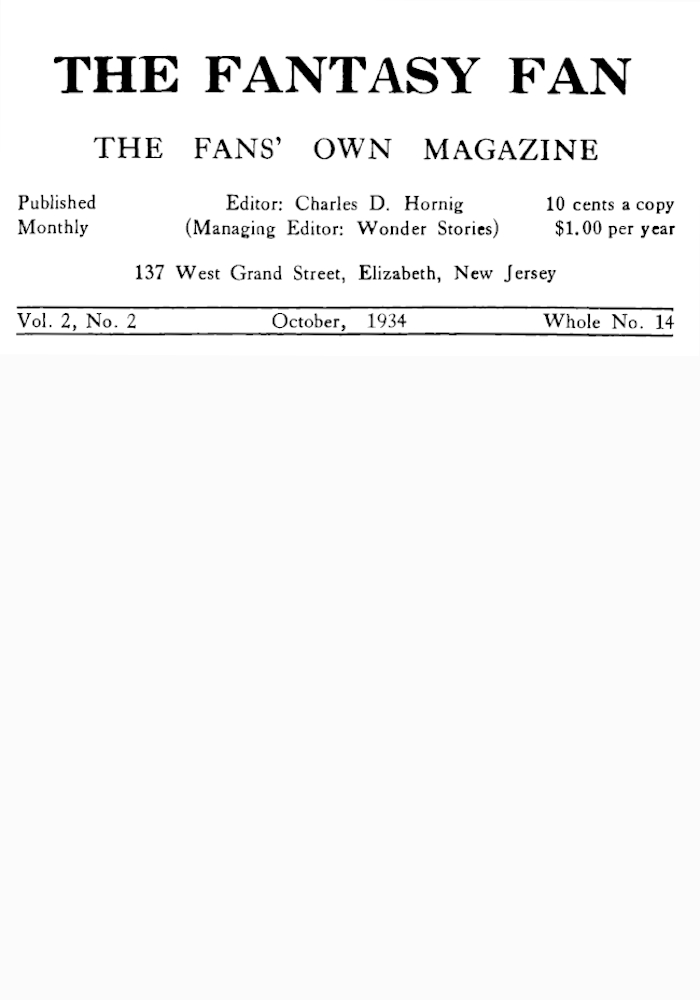 THE FANTASY FAN
THE FANS' OWN MAGAZINE
Published Editor: Charles D. Hornig 10 cents a copy
Monthly (Managing Editor: Wonder Stories) $1.00 per year
137 West Grand Street, Elizabeth, New Jersey
Vol. 2, No. 2 October, 1934 Whole No. 14